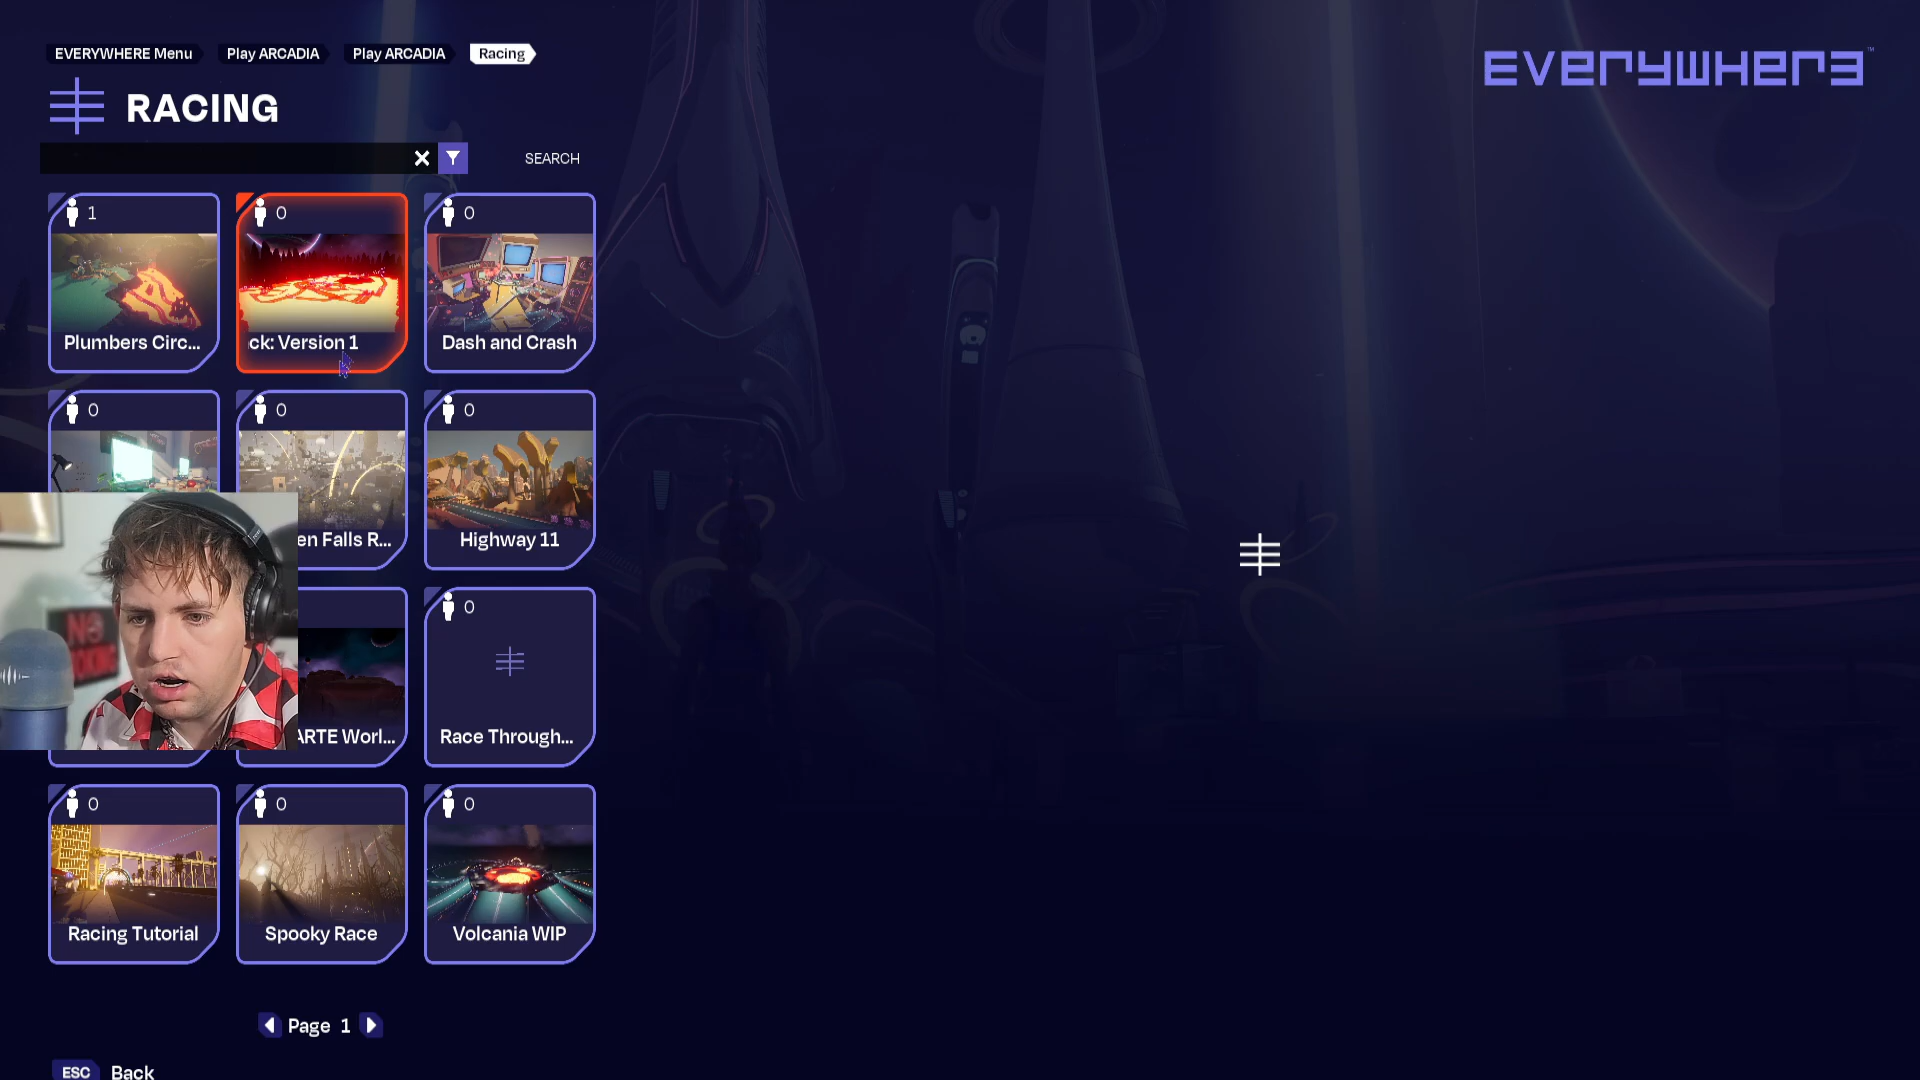 EVERYWHERE Menu
Play ARCADIA
Play ARCADIA
Racing
EVERYWHERE™
RACING
SEARCH
1
0
0
Plumbers Circ...
ck: Version 1
Dash and Crash
0
0
0
en Falls R...
Highway 11
0
ARTE Worl...
Race Through...
0
0
0
Racing Tutorial
Spooky Race
Volcania WIP
Page 1
ESC Back